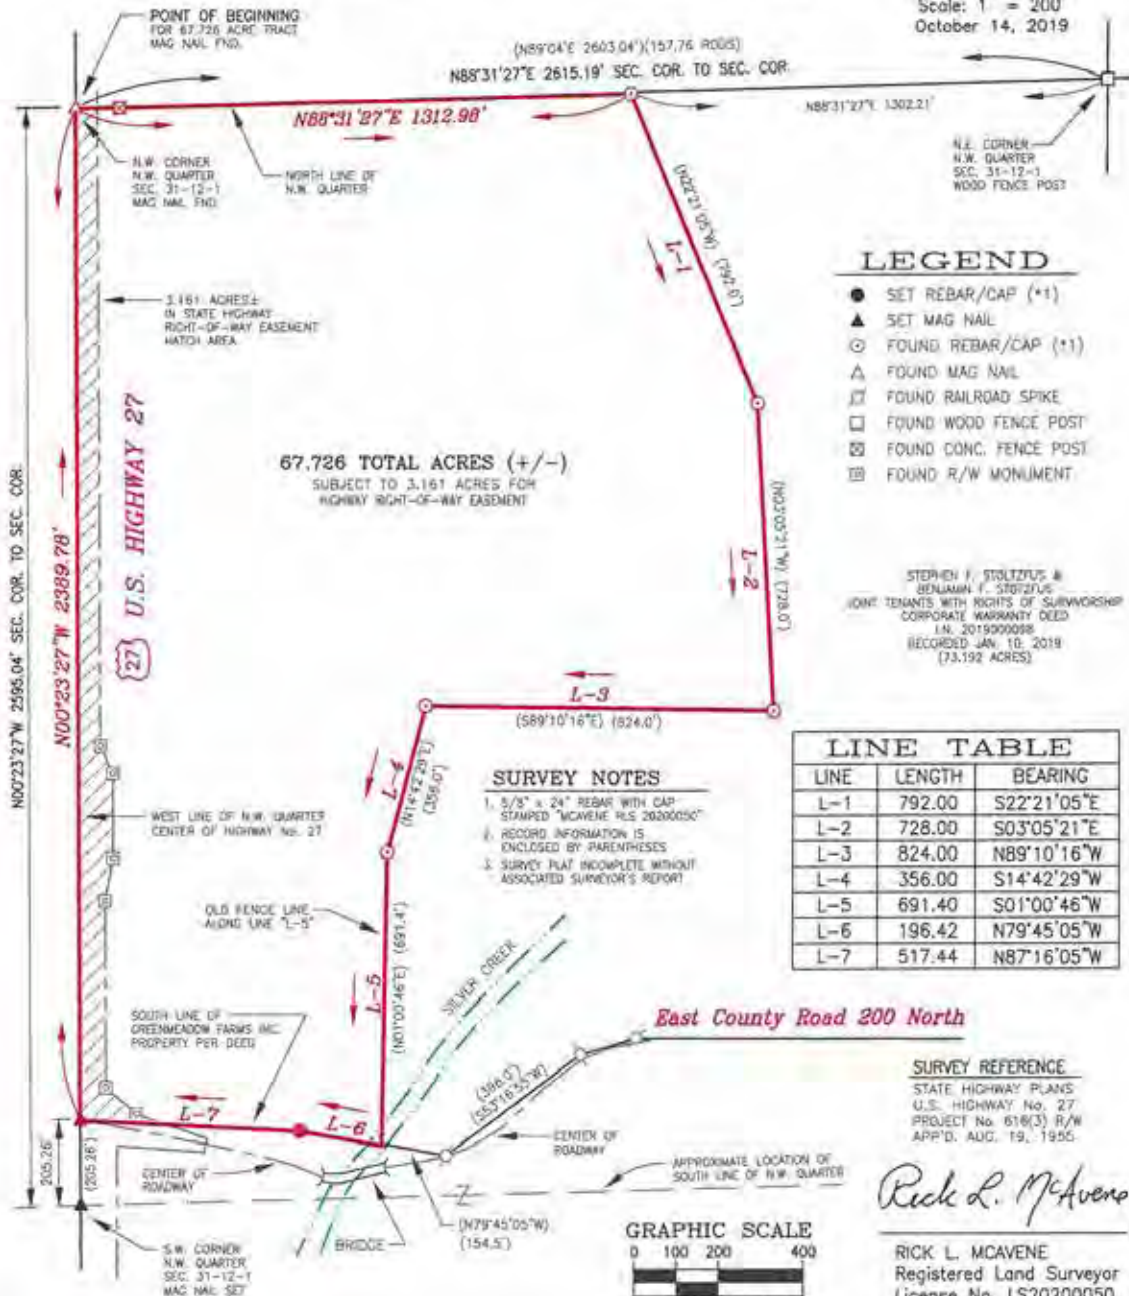 Scale: 1" = 200'
October 14, 2019
POINT OF BEGINNING
FOR 67.726 ACRE TRACT
MAG NAIL FND.
(N89°04'E 2603.04')(157.76 RODS)
N88°31'27"E 2615.19' SEC. COR. TO SEC. COR.
N88°31'27"E 1312.98'
N88°31'27"E 1302.21'
N.W. CORNER
N.W. QUARTER
SEC. 31-12-1
MAG NAIL FND.
NORTH LINE OF
N.W. QUARTER
N.E. CORNER
N.W. QUARTER
SEC. 31-12-1
WOOD FENCE POST
(N22°21'05"W) (792.0')
L-1
LEGEND
SET REBAR/CAP (*1)
SET MAG NAIL
FOUND REBAR/CAP (*1)
FOUND MAG NAIL
FOUND RAILROAD SPIKE
FOUND WOOD FENCE POST
FOUND CONC. FENCE POST
FOUND R/W MONUMENT
3.161 ACRES±
IN STATE HIGHWAY
RIGHT-OF-WAY EASEMENT
HATCH AREA
27 U.S. HIGHWAY 27
67.726 TOTAL ACRES (+/-)
SUBJECT TO 3.161 ACRES FOR
HIGHWAY RIGHT-OF-WAY EASEMENT
N00°23'27"W 2595.04' SEC. COR. TO SEC. COR.
N00°23'27"W 2389.78'
(N03°05'21"W) (728.0')
L-2
STEPHEN F. STOLTZFUS &
BENJAMIN F. STOLTZFUS
JOINT TENANTS WITH RIGHTS OF SURVIVORSHIP
CORPORATE WARRANTY DEED
RECORDED JAN. 10, 2019
(73.192 ACRES)
L-3
(S89°10'16"E) (824.0')
L-4
(N14°42'29"E)
(356.0')
SURVEY NOTES
1. 5/8" x 24" REBAR WITH CAP
STAMPED "MCAVENE RLS 20200050"
2. RECORD INFORMATION IS
ENCLOSED BY PARENTHESES
3. SURVEY PLAT INCOMPLETE WITHOUT
ASSOCIATED SURVEYOR'S REPORT
LINE TABLE
LINE LENGTH BEARING
L-1 792.00 S22°21'05"E
L-2 728.00 S03°05'21"E
L-3 824.00 N89°10'16"W
L-4 356.00 S14°42'29"W
L-5 691.40 S01°00'46"W
L-6 196.42 N79°45'05"W
L-7 517.44 N87°16'05"W
WEST LINE OF N.W. QUARTER
CENTER OF HIGHWAY No. 27
OLD FENCE LINE
ALONG LINE "L-5"
L-5
(N01°00'46"E) (691.4')
SILVER CREEK
SOUTH LINE OF
GREENMEADOW FARMS INC.
PROPERTY PER DEED
East County Road 200 North
SURVEY REFERENCE
STATE HIGHWAY PLANS
U.S. HIGHWAY No. 27
PROJECT No. 616(3) R/W
APP'D. AUG. 19, 1955
L-7
L-6
(S53°16'55"W)
CENTER OF
ROADWAY
205.26'
(205.26')
CENTER OF
ROADWAY
APPROXIMATE LOCATION OF
SOUTH LINE OF N.W. QUARTER
BRIDGE
(N79°45'05"W)
(154.5')
S.W. CORNER
N.W. QUARTER
SEC. 31-12-1
MAG NAIL SET
GRAPHIC SCALE
0 100 200 400
Rick L. McAvene
RICK L. MCAVENE
Registered Land Surveyor
License No. LS20200050